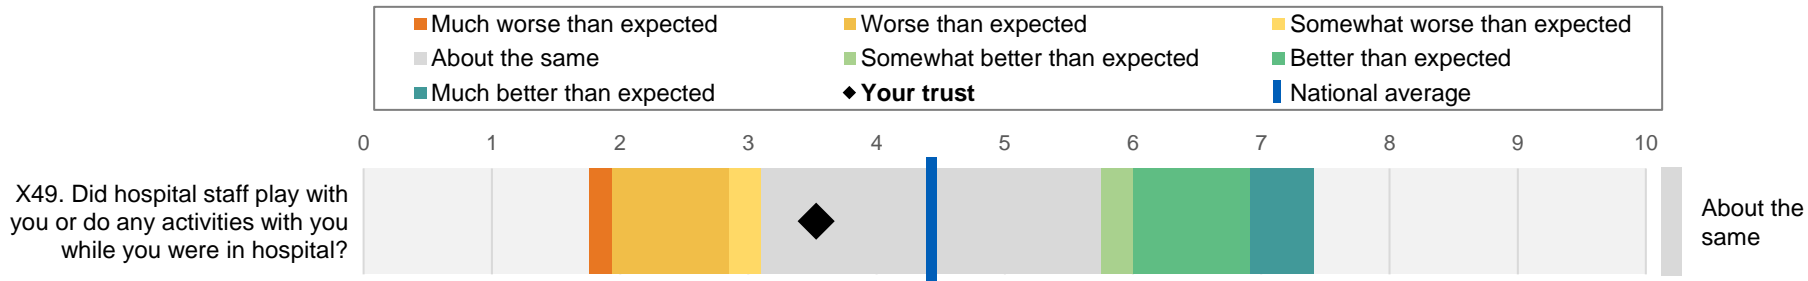 Much worse than expected
Worse than expected
Somewhat worse than expected
About the same
Somewhat better than expected
Better than expected
Much better than expected
Your trust
National average
0 1 2 3 4 5 6 7 8 9 10
X49. Did hospital staff play with
you or do any activities with you
while you were in hospital?
About the
same